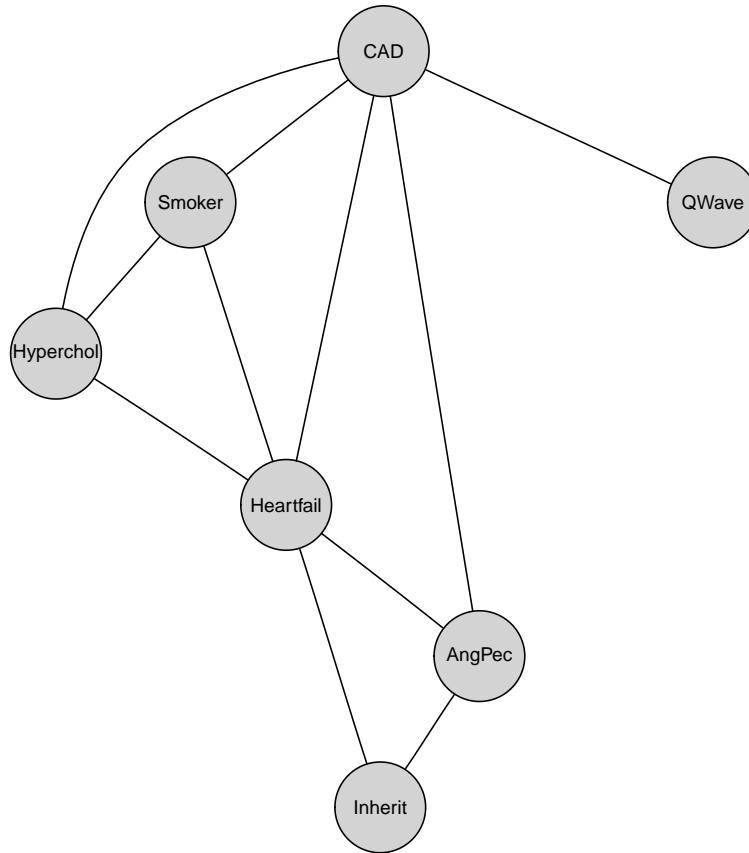 CAD
Smoker
QWave
Hyperchol
Heartfail
AngPec
Inherit